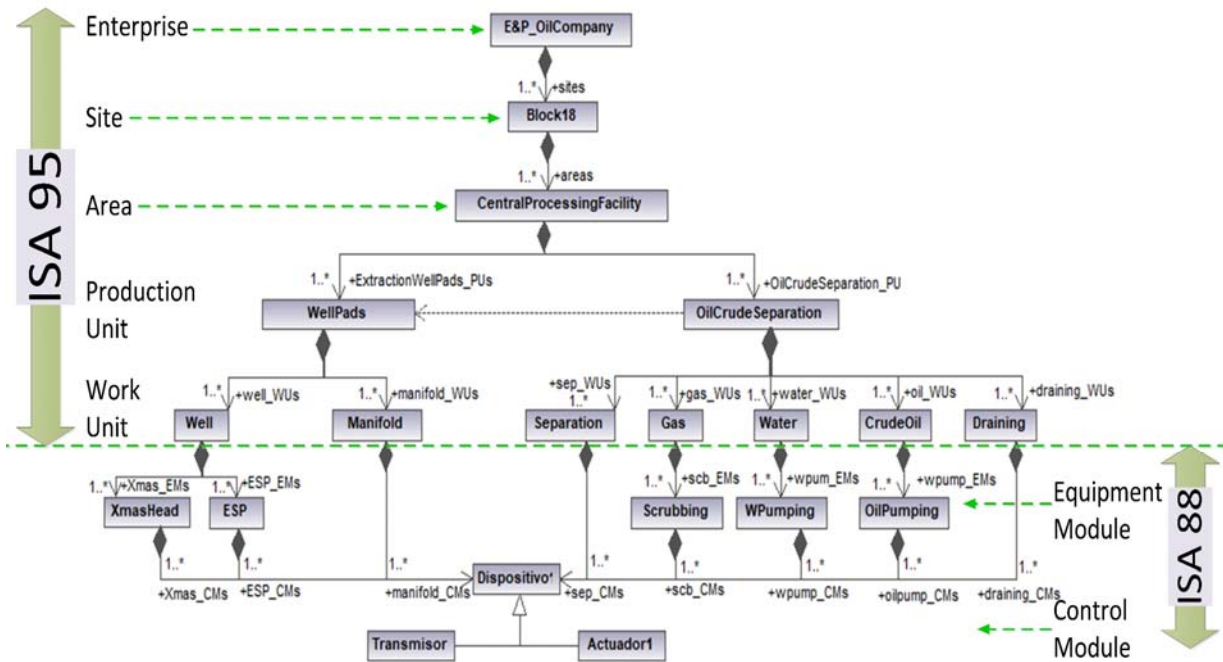 Enterprise
E&P_OilCompany
1..* +sites
Site
Block18
1..* +areas
Area
CentralProcessingFacility
ISA 95
1..* +ExtractionWellPads_PUs
1..* +OilCrudeSeparation_PU
Production
Unit
WellPads
OilCrudeSeparation
Work
Unit
1..* +well_WUs
1..* +manifold_WUs
+sep_WUs
1..*
1..* +gas_WUs
1..* +water_WUs
1..* +oil_WUs
1..* +draining_WUs
Well
Manifold
Separation
Gas
Water
CrudeOil
Draining
1..* +Xmas_EMs
1..* +ESP_EMs
1..* +scb_EMs
1..* +wpum_EMs
1..* +wpump_EMs
Equipment
Module
XmasHead
ESP
Scrubbing
WPumping
OilPumping
ISA 88
1..*
1..*
1..*
1..*
1..*
1..*
1..*
1..*
Dispositivo*
+Xmas_CMs
+ESP_CMs
+manifold_CMs
+sep_CMs
+scb_CMs
+wpump_CMs
+oilpump_CMs
+draining_CMs
Control
Module
Transmisor
Actuador1